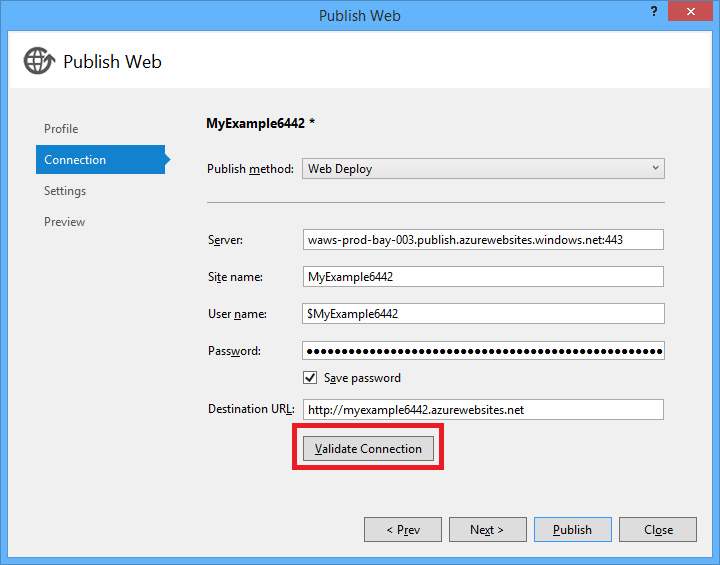 Publish Web
?
Publish Web
Profile
Connection
Settings
Preview
MyExample6442 *
Publish method: Web Deploy
Server: waws-prod-bay-003.publish.azurewebsites.windows.net:443
Site name: MyExample6442
User name: $MyExample6442
Password: ●●●●●●●●●●●●●●●●●●●●●●●●●●●●●●●●●●●●●●●●●●●●●●●●●●
Save password
Destination URL: http://myexample6442.azurewebsites.net
Validate Connection
< Prev Next > Publish Close